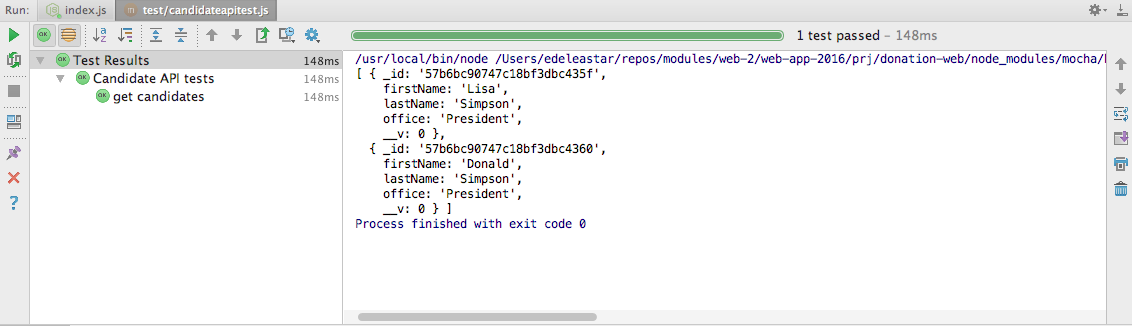 Run: index.js test/candidateapitest.js
1 test passed – 148ms
Test Results 148ms
Candidate API tests 148ms
get candidates 148ms
/usr/local/bin/node /Users/edeleastar/repos/modules/web-2/web-app-2016/prj/donation-web/node_modules/mocha/
[ { _id: '57b6bc90747c18bf3dbc435f',
firstName: 'Lisa',
lastName: 'Simpson',
office: 'President',
__v: 0 },
{ _id: '57b6bc90747c18bf3dbc4360',
firstName: 'Donald',
lastName: 'Simpson',
office: 'President',
__v: 0 } ]
Process finished with exit code 0